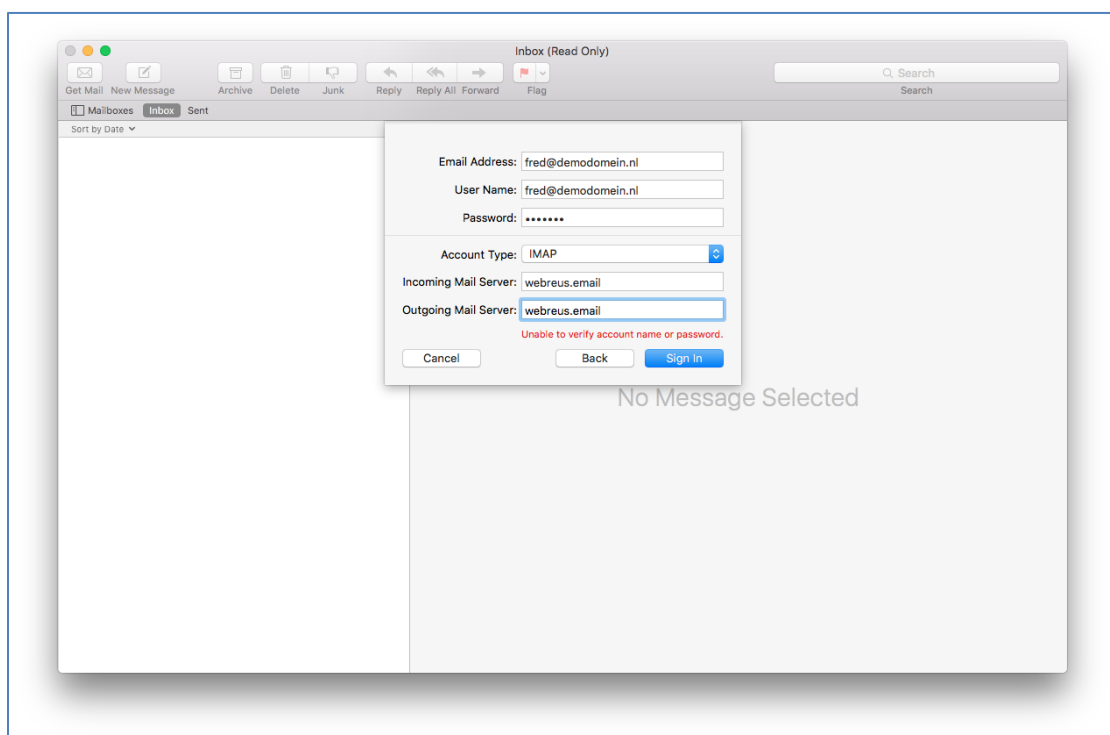 Inbox (Read Only)
Search
Get Mail New Message Archive Delete Junk Reply Reply All Forward Flag Search
Mailboxes Inbox Sent
Sort by Date
Email Address: fred@demodomein.nl
User Name: fred@demodomein.nl
Password: •••••••
Account Type: IMAP
Incoming Mail Server: webreus.email
Outgoing Mail Server: webreus.email
Unable to verify account name or password.
Cancel Back Sign In
No Message Selected